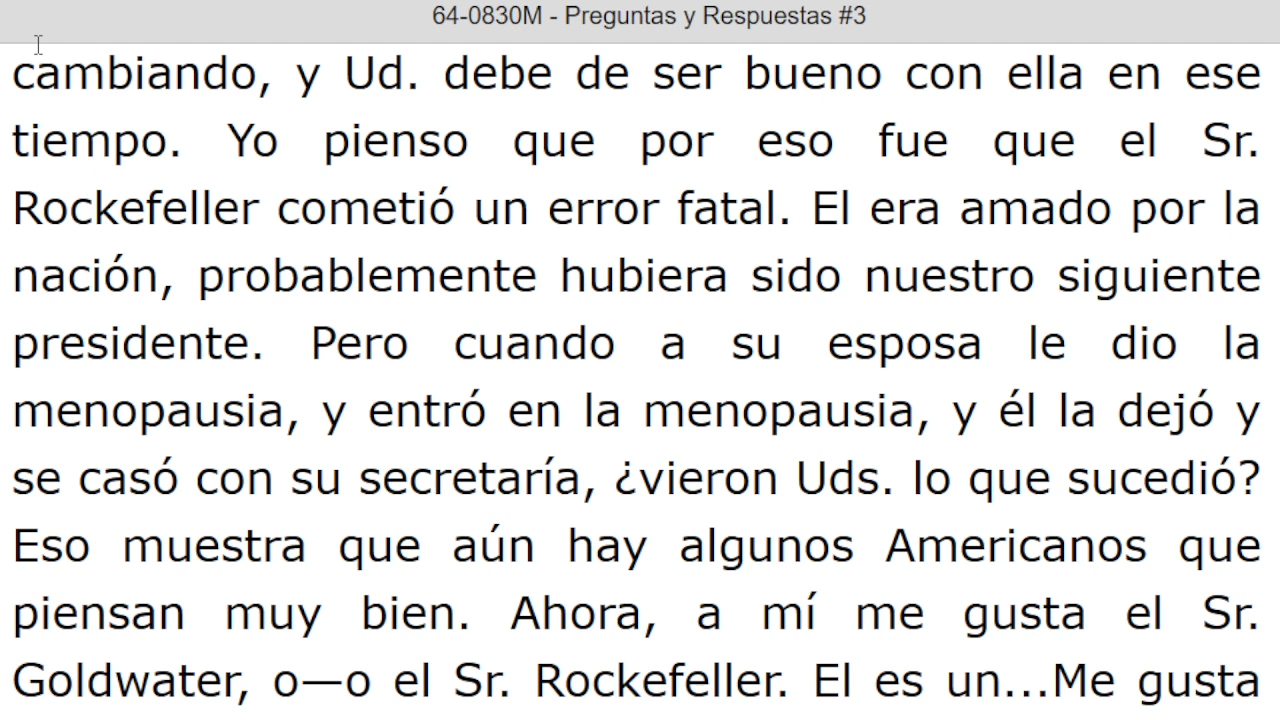 64-0830M - Preguntas y Respuestas #3
cambiando, y Ud. debe de ser bueno con ella en ese
tiempo. Yo pienso que por eso fue que el Sr.
Rockefeller cometió un error fatal. El era amado por la
nación, probablemente hubiera sido nuestro siguiente
presidente. Pero cuando a su esposa le dio la
menopausia, y entró en la menopausia, y él la dejó y
se casó con su secretaría, ¿vieron Uds. lo que sucedió?
Eso muestra que aún hay algunos Americanos que
piensan muy bien. Ahora, a mí me gusta el Sr.
Goldwater, o—o el Sr. Rockefeller. El es un...Me gusta